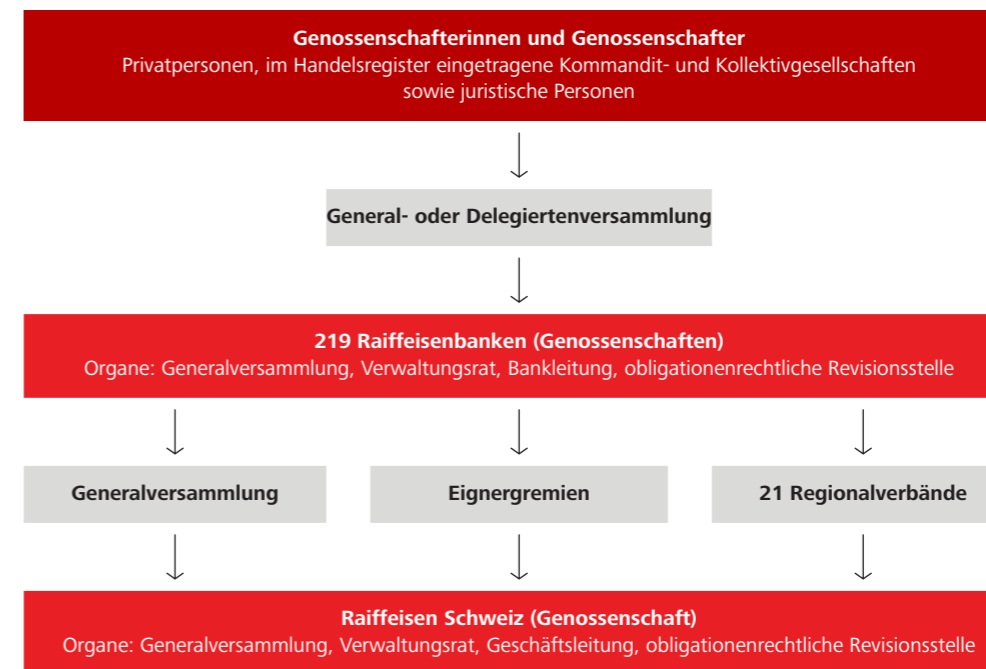 Genossenschafterinnen und Genossenschafter
Privatpersonen, im Handelsregister eingetragene Kommandit- und Kollektivgesellschaften
sowie juristische Personen
General- oder Delegiertenversammlung
219 Raiffeisenbanken (Genossenschaften)
Organe: Generalversammlung, Verwaltungsrat, Bankleitung, obligationenrechtliche Revisionsstelle
Generalversammlung
Eignergremien
21 Regionalverbände
Raiffeisen Schweiz (Genossenschaft)
Organe: Generalversammlung, Verwaltungsrat, Geschäftsleitung, obligationenrechtliche Revisionsstelle